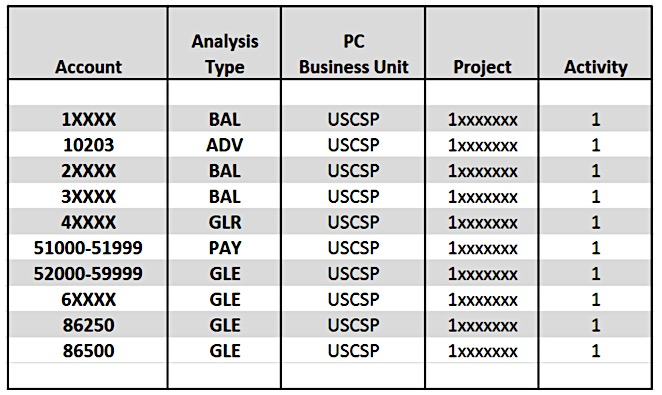 Account Analysis Type PC Business Unit Project Activity
1XXXX BAL USCSP 1xxxxxxx 1
10203 ADV USCSP 1xxxxxxx 1
2XXXX BAL USCSP 1xxxxxxx 1
3XXXX BAL USCSP 1xxxxxxx 1
4XXXX GLR USCSP 1xxxxxxx 1
51000-51999 PAY USCSP 1xxxxxxx 1
52000-59999 GLE USCSP 1xxxxxxx 1
6XXXX GLE USCSP 1xxxxxxx 1
86250 GLE USCSP 1xxxxxxx 1
86500 GLE USCSP 1xxxxxxx 1